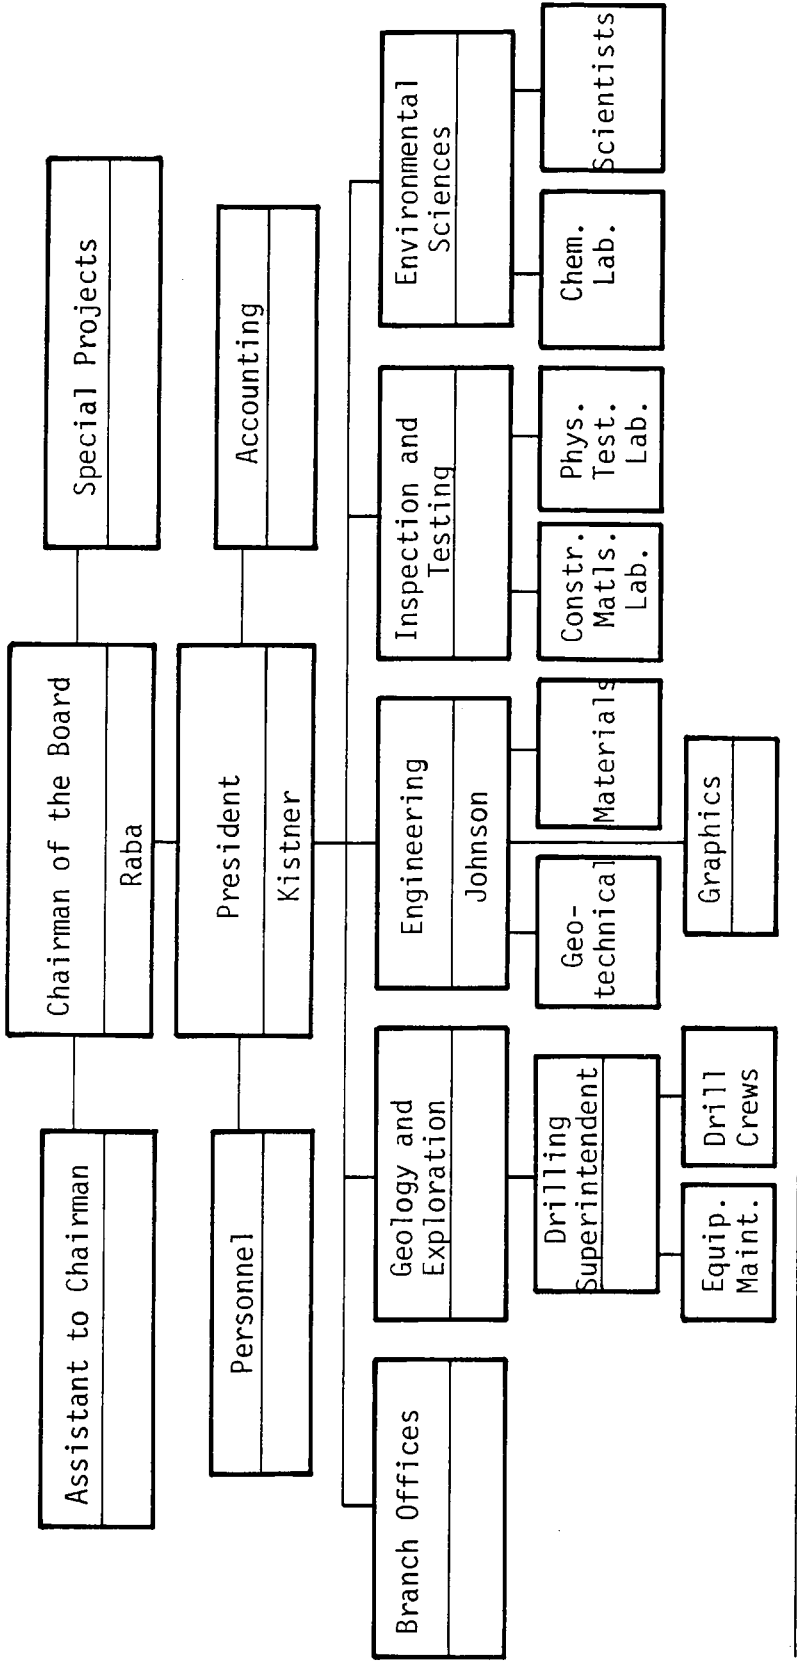 Assistant to Chairman
Chairman of the Board
Raba
Special Projects
Personnel
President
Kistner
Accounting
Branch Offices
Geology and
Exploration
Engineering
Johnson
Inspection and
Testing
Environmental
Sciences
Drilling
Superintendent
Geo-
technical
Materials
Constr.
Matls.
Lab.
Phys.
Test.
Lab.
Chem.
Lab.
Scientists
Equip.
Maint.
Drill
Crews
Graphics